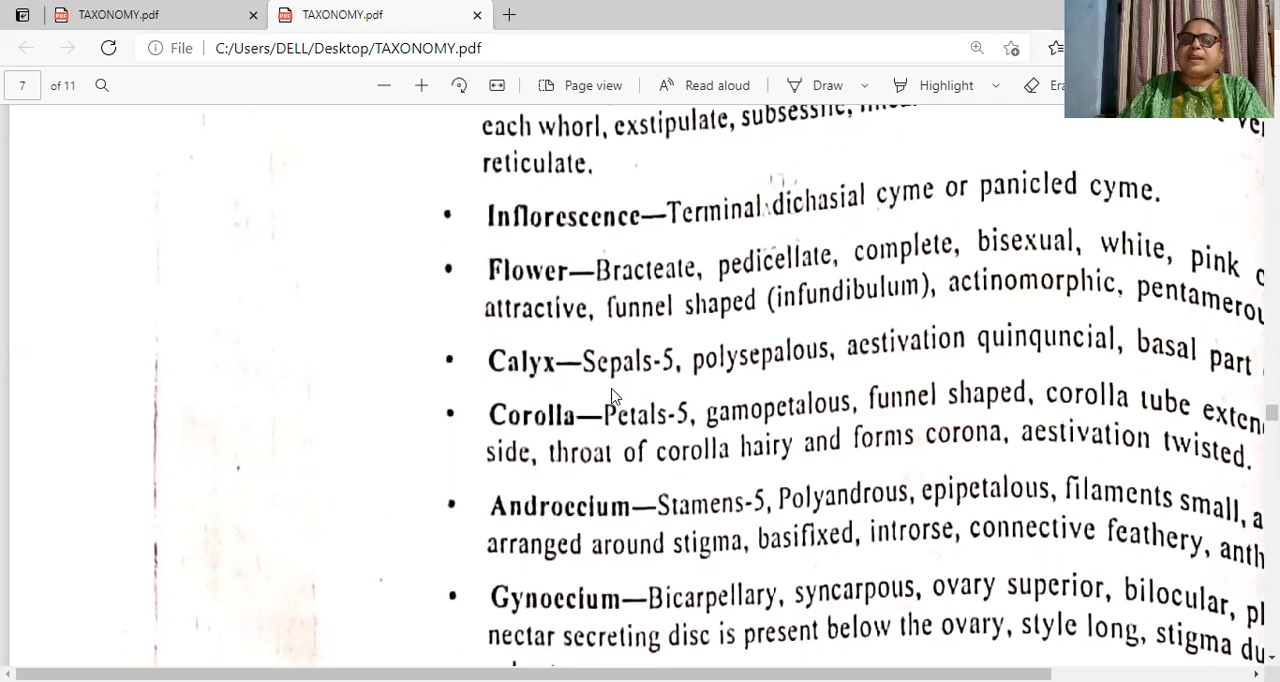 TAXONOMY.pdf
TAXONOMY.pdf
File C:/Users/DELL/Desktop/TAXONOMY.pdf
7 of 11 Page view Read aloud Draw Highlight
each whorl, exstipulate, subsessile,
reticulate.
• Inflorescence—Terminal dichasial cyme or panicled cyme.
• Flower—Bracteate, pedicellate, complete, bisexual, white, pink
attractive, funnel shaped (infundibulum), actinomorphic, pentamerou
• Calyx—Sepals-5, polysepalous, aestivation quinquncial, basal part
• Corolla—Petals-5, gamopetalous, funnel shaped, corolla tube exten
side, throat of corolla hairy and forms corona, aestivation twisted.
• Androecium—Stamens-5, Polyandrous, epipetalous, filaments small, a
arranged around stigma, basifixed, introrse, connective feathery, anth
• Gynoecium—Bicarpellary, syncarpous, ovary superior, bilocular, pl
nectar secreting disc is present below the ovary, style long, stigma du